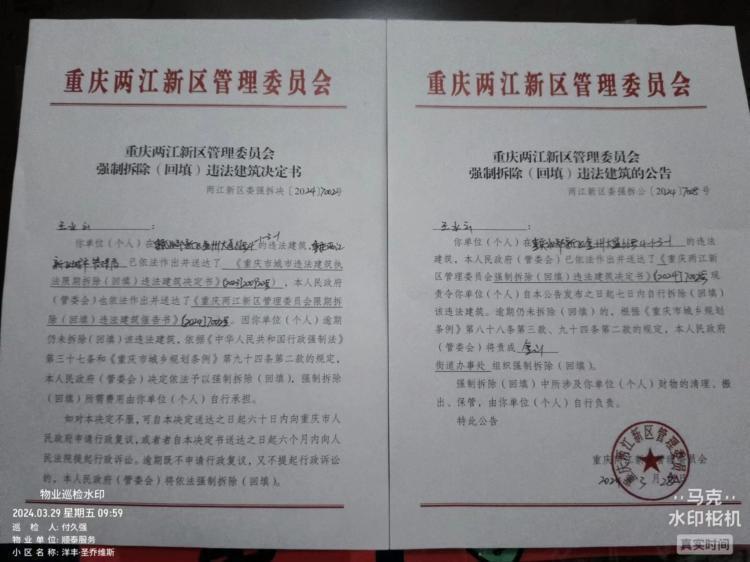 重庆两江新区管理委员会
重庆两江新区管理委员会
强制拆除（回填）违法建筑决定书
两江新区委强拆决〔2024〕7002号
：
你单位（个人）在
的违法建筑，
已依法作出并送达了《重庆市城市违法建筑执
法限期拆除（回填）违法建筑决定书》
，本人民政府
（管委会）也依法作出并送达了《重庆两江新区管理委员会限期拆
除（回填）违法建筑催告书》
。因你单位（个人）逾期
仍未拆除（回填）该违法建筑，依据《中华人民共和国行政强制法》
第三十七条和《重庆市城乡规划条例》第九十四条第二款的规定，
本人民政府（管委会）决定依法予以强制拆除（回填）。强制拆除
（回填）所需费用由你单位（个人）自行承担。
如对本决定不服，可自本决定送达之日起六十日内向重庆市人
民政府申请行政复议，或者自本决定书送达之日起六个月内向人
民法院提起行政诉讼。逾期既不申请行政复议，又不提起行政诉讼
的，本人民政府（管委会）将依法强制拆除（回填）。
重庆两江新区管理委员会
重庆两江新区管理委员会
强制拆除（回填）违法建筑的公告
两江新区委强拆公〔2024〕7008号
：
你单位（个人）在
的违法
建筑，本人民政府（管委会）已依法作出并送达了《重庆两江新
区管理委员会强制拆除（回填）违法建筑决定书》
现
责令你单位（个人）自本公告发布之日起七日内自行拆除（回填）
该违法建筑。逾期仍未拆除（回填）的，根据《重庆市城乡规划
条例》第八十八条第三款、九十四条第二款的规定，本人民政府
（管委会）将责成 金山
街道办事处 组织强制拆除（回填）。
强制拆除（回填）中所涉及你单位（个人）财物的清理、搬
出、保管，由你单位（个人）自行负责。
特此公告
重庆两江新区管理委员会
物业巡检水印
2024.03.29 星期五 09:59
巡 检 人：付久强
物业单位：顺泰服务
小区名称：洋丰·圣乔维斯
马克
水印相机
真实时间